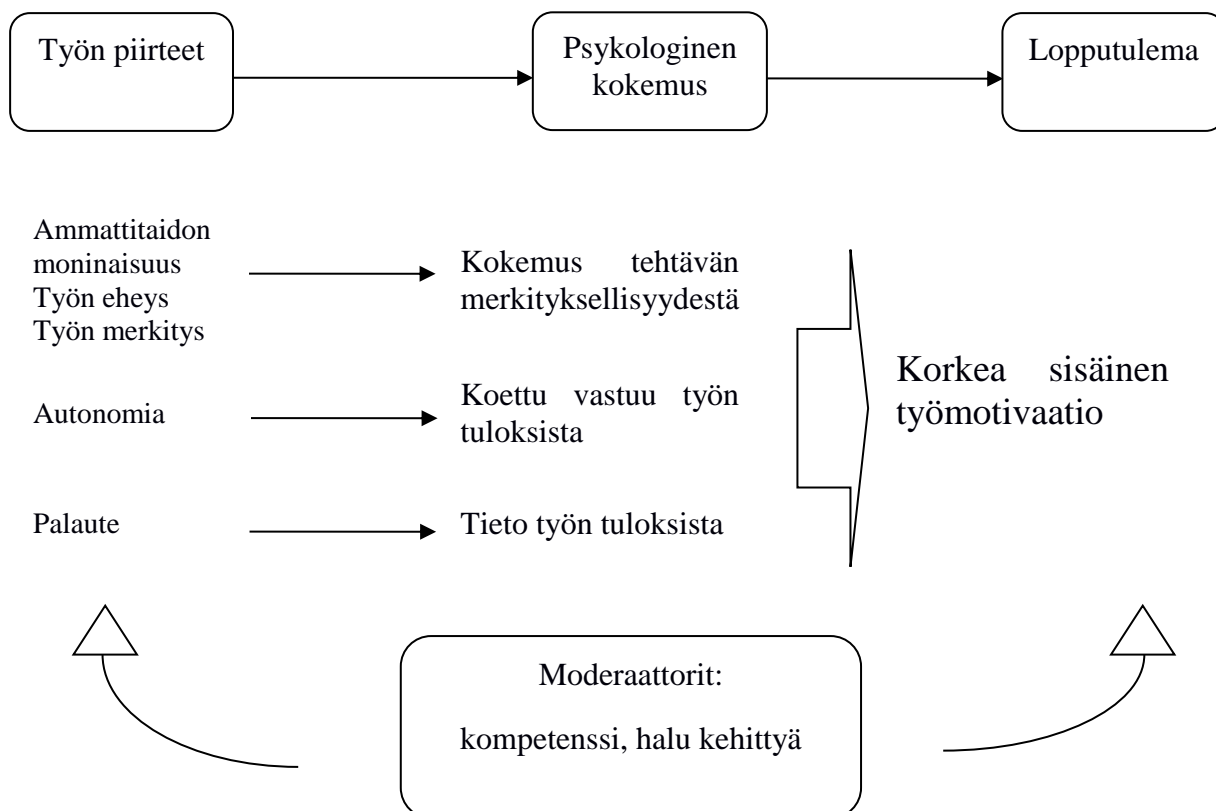 Työn piirteet
Psykologinen
kokemus
Lopputulema
Ammattitaidon
moninaisuus
Työn eheys
Työn merkitys
Kokemus tehtävän
merkityksellisyydestä
Autonomia
Koettu vastuu työn
tuloksista
Palaute
Tieto työn tuloksista
Korkea sisäinen
työmotivaatio
Moderaattorit:
kompetenssi, halu kehittyä